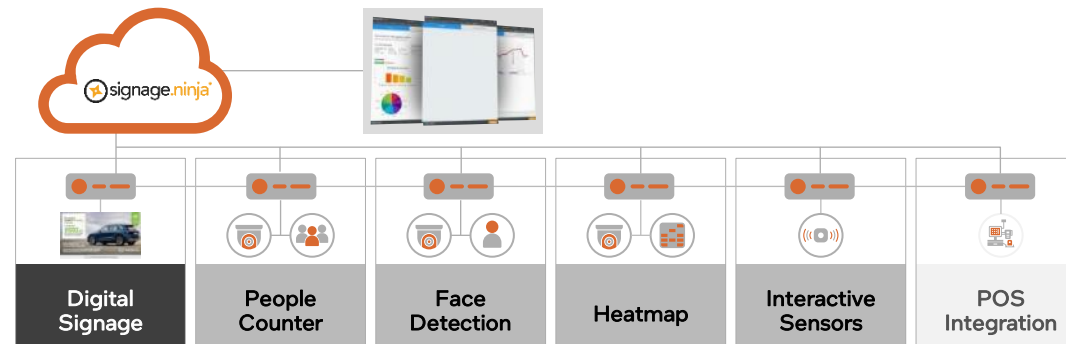 signage.ninja®
Digital
Signage
People
Counter
Face
Detection
Heatmap
Interactive
Sensors
POS
Integration